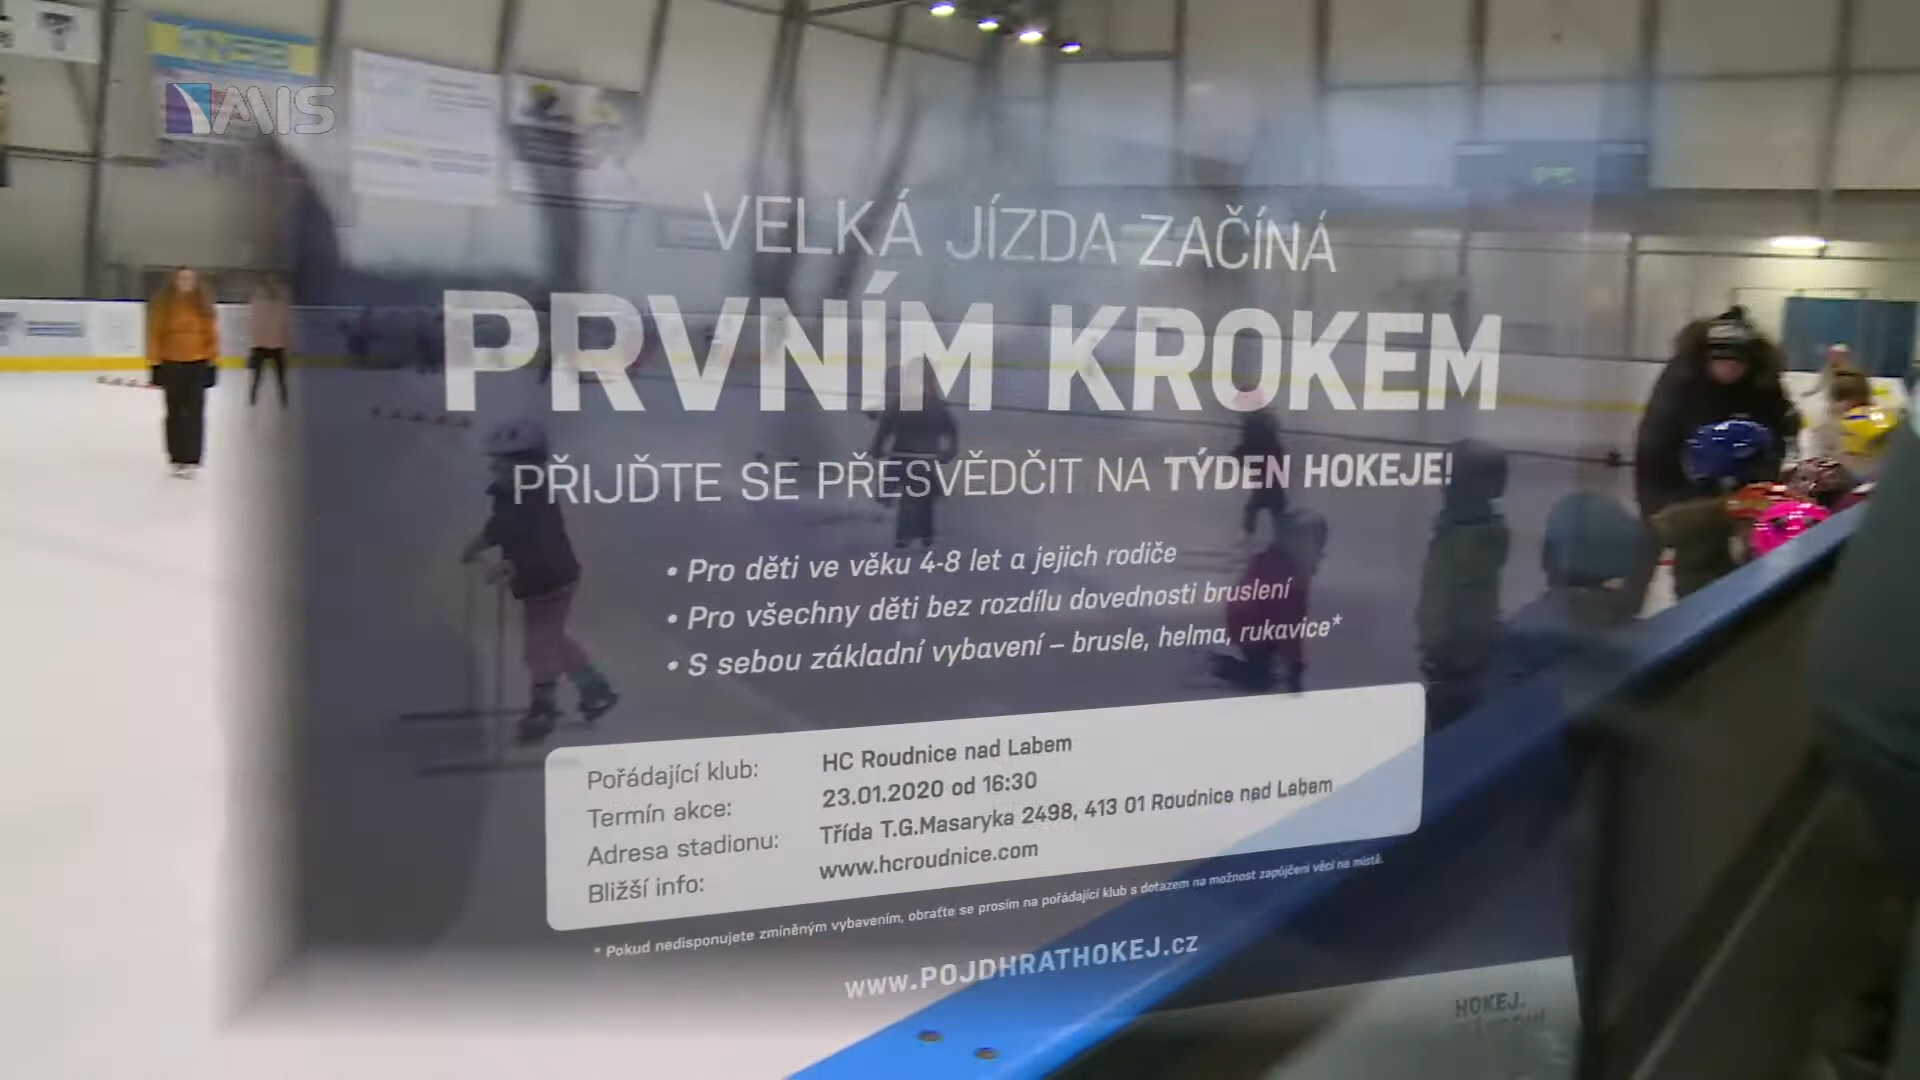 MIS
VELKÁ JÍZDA ZAČÍNÁ
PRVNÍM KROKEM
PŘIJĎTE SE PŘESVĚDČIT NA TÝDEN HOKEJE!
• Pro děti ve věku 4-8 let a jejich rodiče
• Pro všechny děti bez rozdílu dovednosti bruslení
• S sebou základní vybavení – brusle, helma, rukavice*
Pořádající klub: HC Roudnice nad Labem
Termín akce: 23.01.2020 od 16:30
Adresa stadionu: Třída T.G.Masaryka 2498, 413 01 Roudnice nad Labem
Bližší info: www.hcroudnice.com
* Pokud nedisponujete zmíněným vybavením, obraťte se prosím na pořádající klub s dotazem na možnost zapůjčení věcí na místě.
www.POJDHRATHOKEJ.cz
HOKEJ.